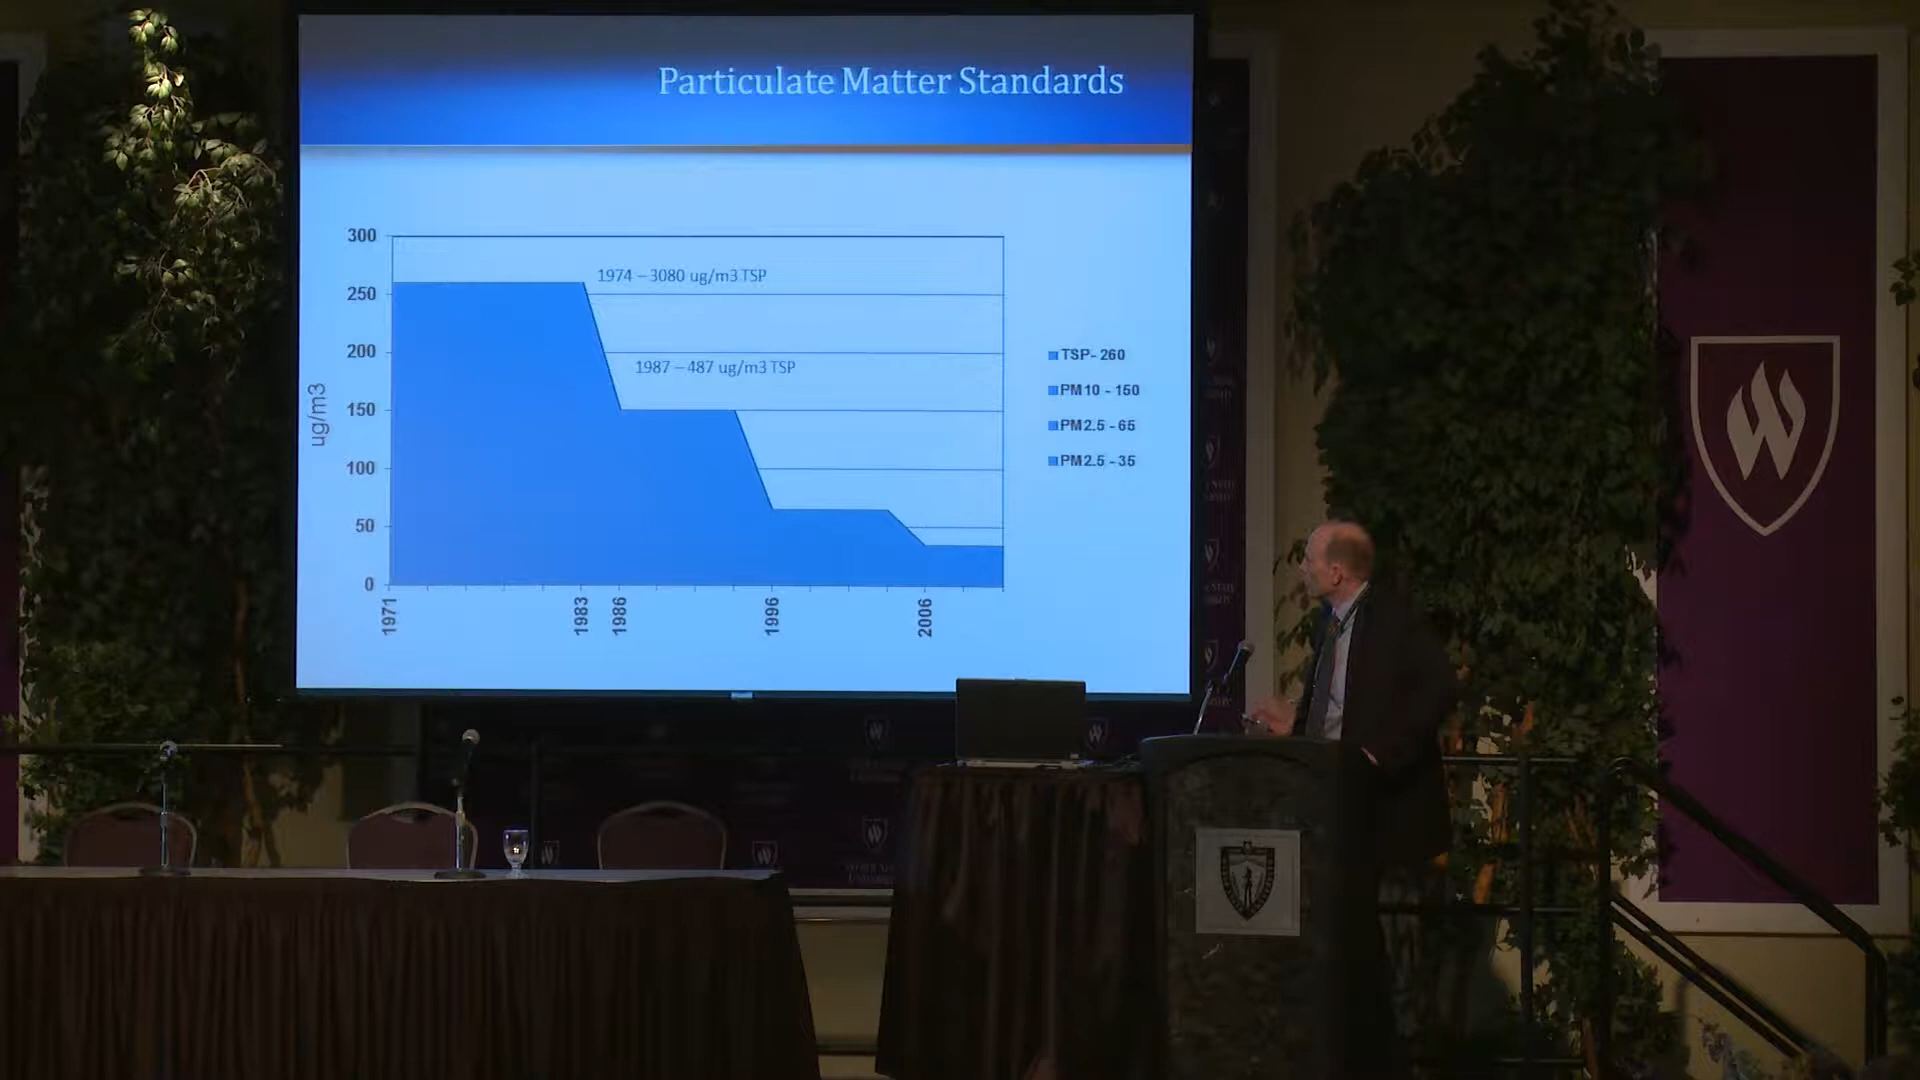 Particulate Matter Standards
300
250
200
150
100
50
0
ug/m3
1974 – 3080 ug/m3 TSP
1987 – 487 ug/m3 TSP
1971
1983
1986
1996
2006
TSP- 260
PM10 - 150
PM2.5 - 65
PM2.5 - 35